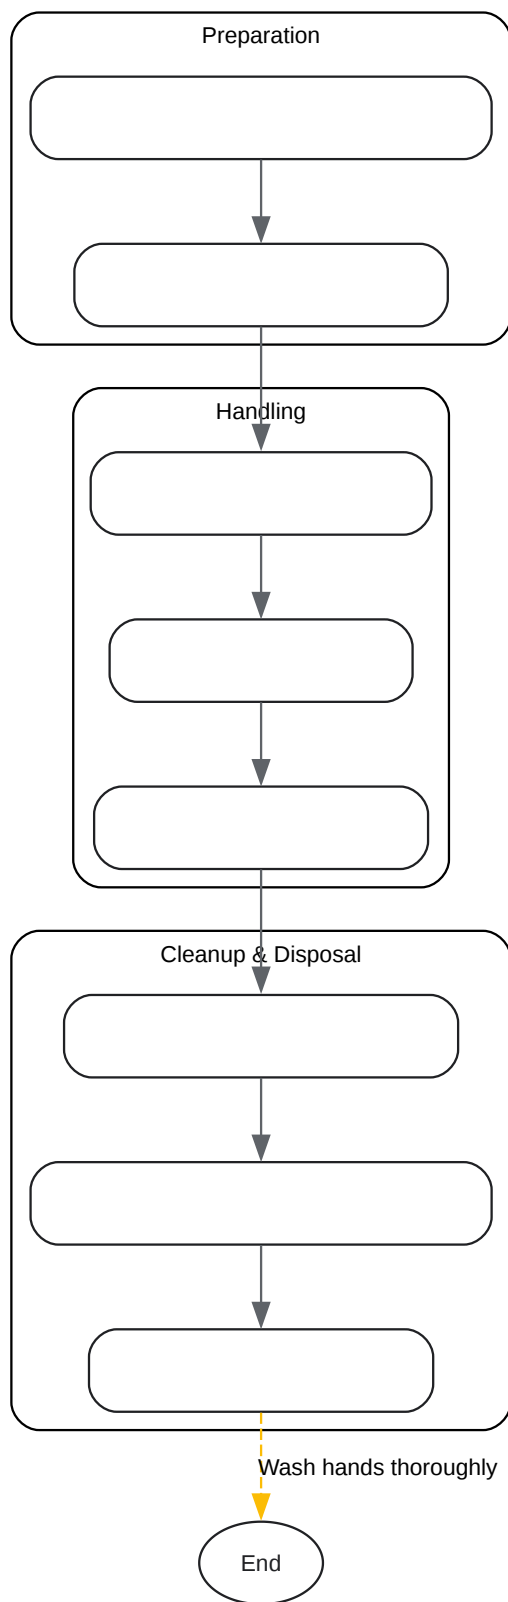 Preparation
Handling
Cleanup & Disposal
Wash hands thoroughly
End